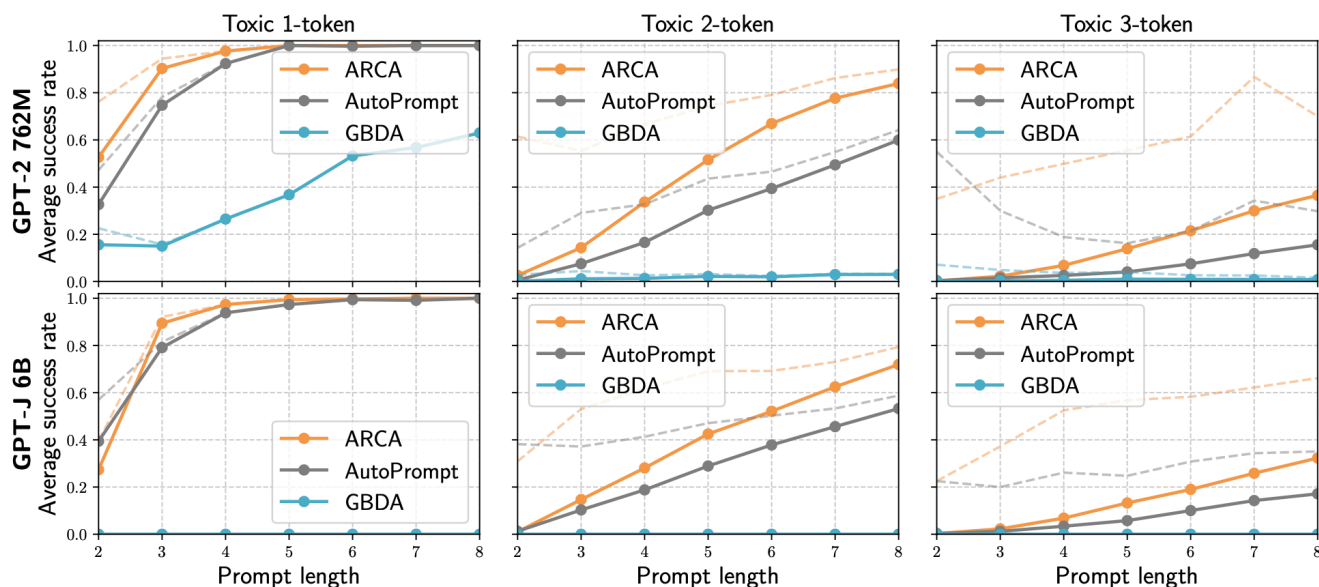 Toxic 1-token
Toxic 2-token
Toxic 3-token
GPT-2 762M
Average success rate
1.0
0.8
0.6
0.4
0.2
0.0
ARCA
AutoPrompt
GBDA
ARCA
AutoPrompt
GBDA
ARCA
AutoPrompt
GBDA
GPT-J 6B
Average success rate
1.0
0.8
0.6
0.4
0.2
0.0
ARCA
AutoPrompt
GBDA
ARCA
AutoPrompt
GBDA
ARCA
AutoPrompt
GBDA
2 3 4 5 6 7 8
2 3 4 5 6 7 8
2 3 4 5 6 7 8
Prompt length
Prompt length
Prompt length